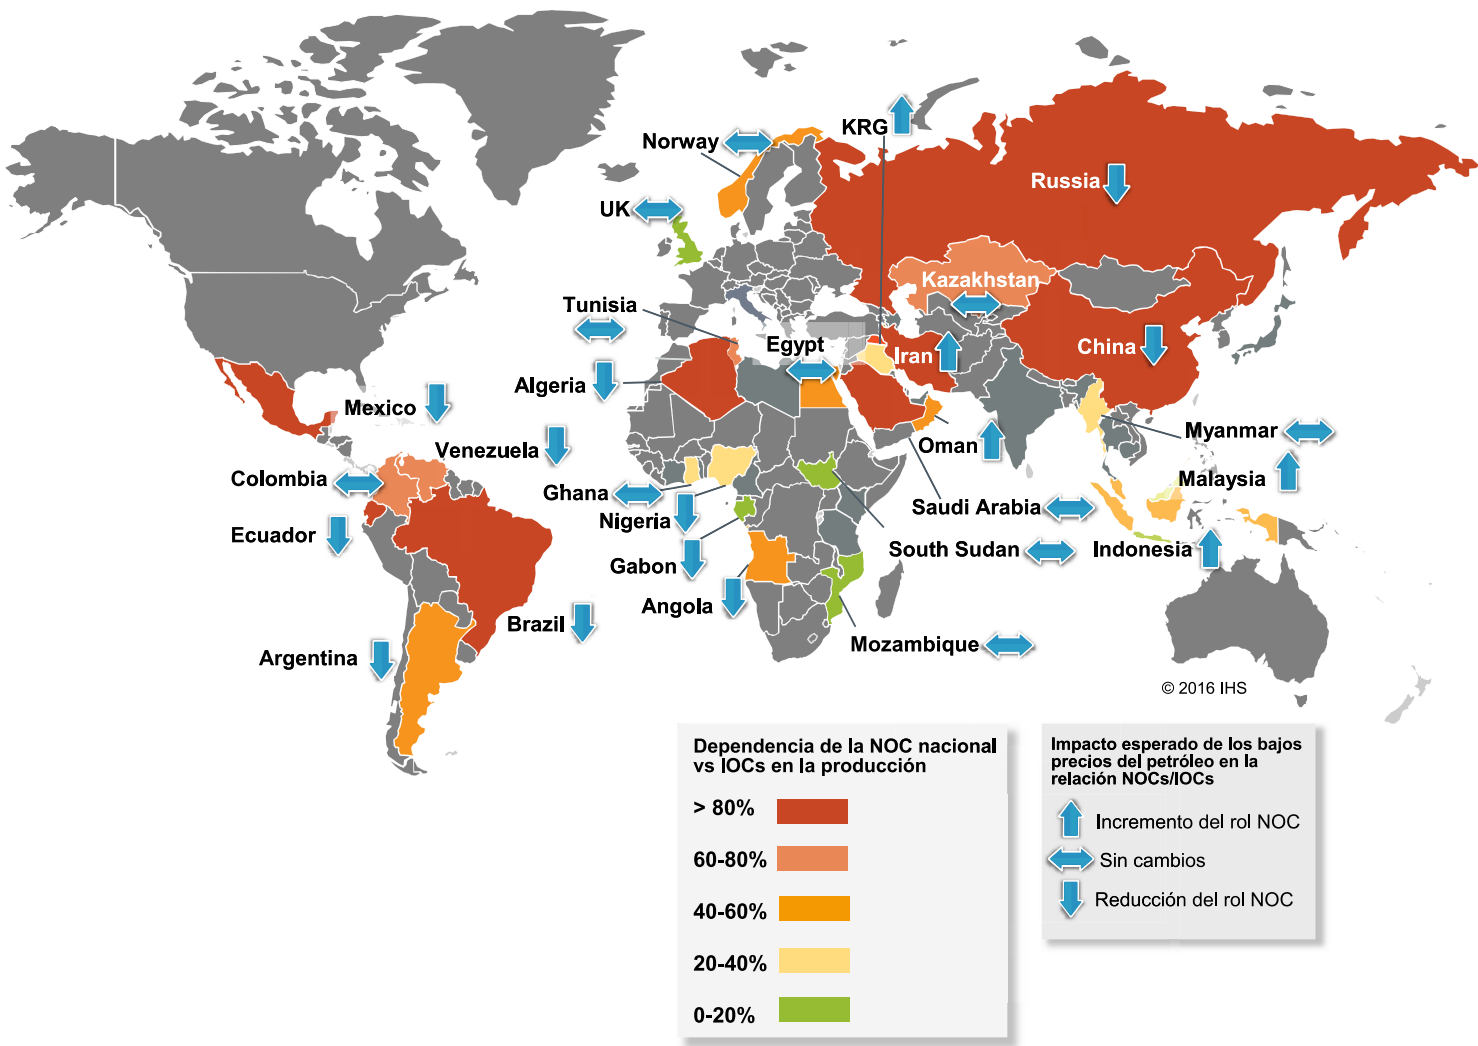 KRG
Norway
Russia
UK
Kazakhstan
Tunisia
Egypt
Iran
China
Algeria
Mexico
Venezuela
Oman
Myanmar
Colombia
Ghana
Malaysia
Nigeria
Saudi Arabia
Ecuador
Gabon
South Sudan
Indonesia
Angola
Brazil
Mozambique
Argentina
© 2016 IHS
Dependencia de la NOC nacional
vs IOCs en la producción
> 80%
60-80%
40-60%
20-40%
0-20%
Impacto esperado de los bajos
precios del petróleo en la
relación NOCs/IOCs
Incremento del rol NOC
Sin cambios
Reducción del rol NOC